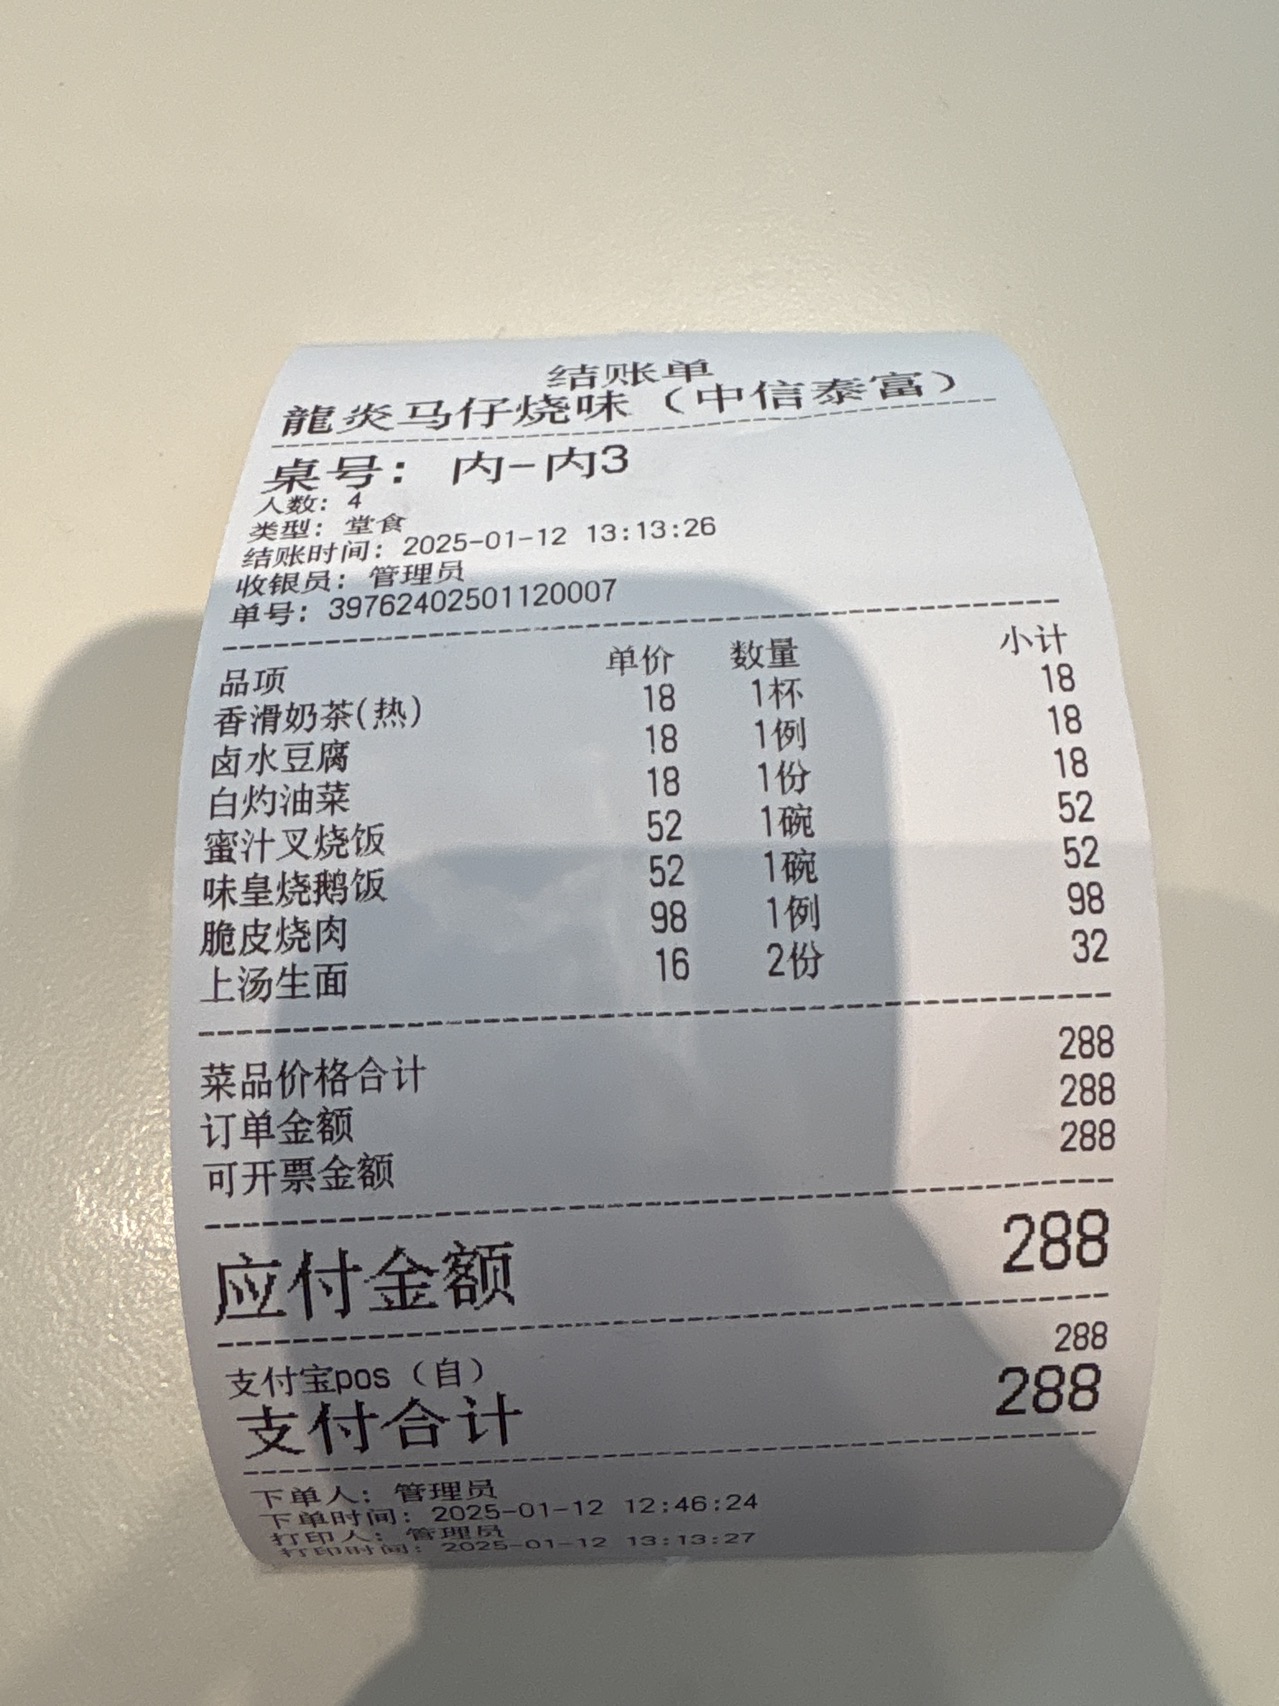 结账单
龍炎马仔烧味（中信泰富）
桌号： 内-内3
人数：4
类型：堂食
结账时间：2025-01-12 13:13:26
收银员：管理员
单号：39762402501120007
品项 单价 数量 小计
香滑奶茶(热) 18 1杯 18
卤水豆腐 18 1例 18
白灼油菜 18 1份 18
蜜汁叉烧饭 52 1碗 52
味皇烧鹅饭 52 1碗 52
脆皮烧肉 98 1例 98
上汤生面 16 2份 32
菜品价格合计 288
订单金额 288
可开票金额 288
应付金额 288
支付宝pos（自） 288
支付合计 288
下单人：管理员
下单时间：2025-01-12 12:46:24
打印人：管理员
打印时间：2025-01-12 13:13:27